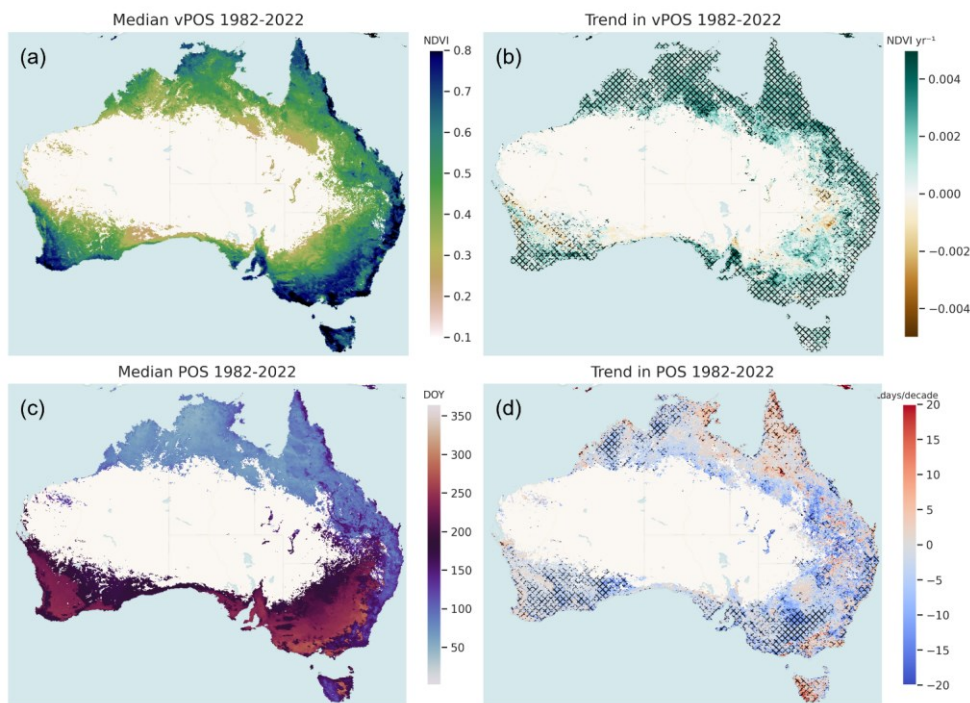 Median vPOS 1982-2022
(a)
NDVI
0.8
0.7
0.6
0.5
0.4
0.3
0.2
0.1
Trend in vPOS 1982-2022
(b)
NDVI yr⁻¹
0.004
0.002
0.000
−0.002
−0.004
Median POS 1982-2022
(c)
DOY
350
300
250
200
150
100
50
Trend in POS 1982-2022
(d)
days/decade
20
15
10
5
0
−5
−10
−15
−20